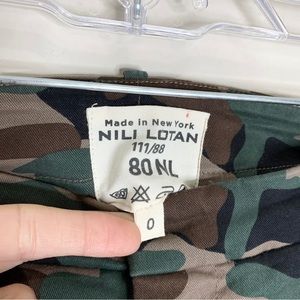 Made in New York
NILI LOTAN
111/88
80NL
0